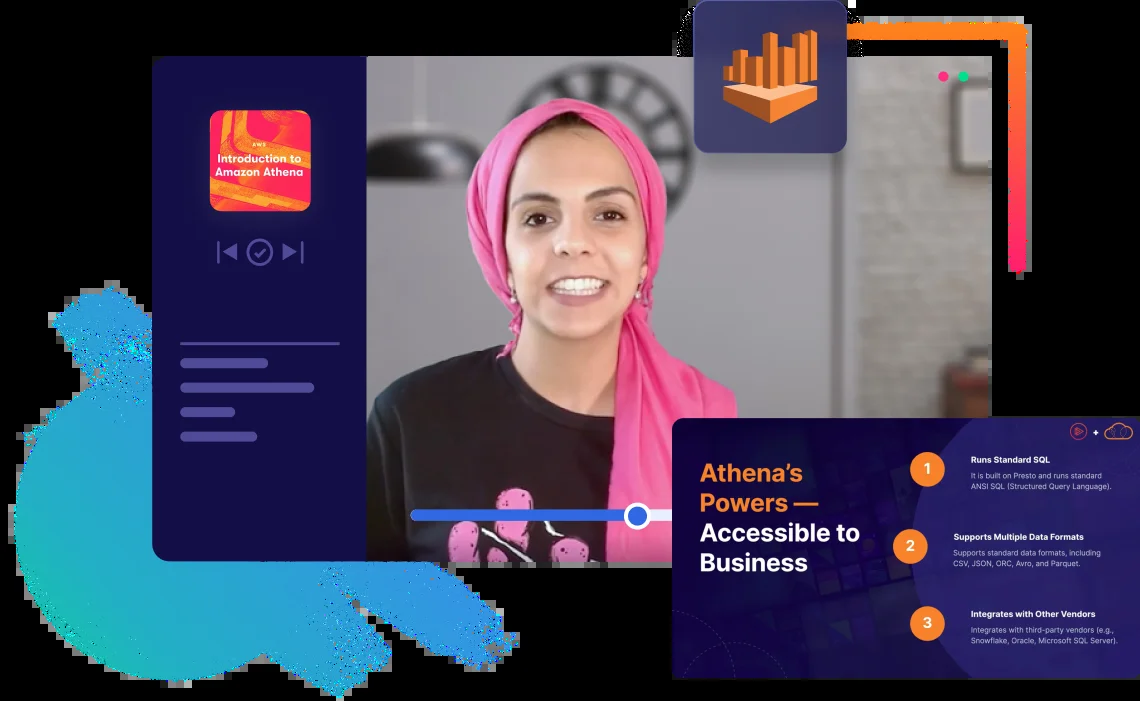 AWS
Introduction to
Amazon Athena
Athena’s
Powers —
Accessible to
Business
1
Runs Standard SQL
It is built on Presto and runs standard
ANSI SQL (Structured Query Language).
2
Supports Multiple Data Formats
Supports standard data formats, including
CSV, JSON, ORC, Avro, and Parquet.
3
Integrates with Other Vendors
Integrates with third-party vendors (e.g.,
Snowflake, Oracle, Microsoft SQL Server).